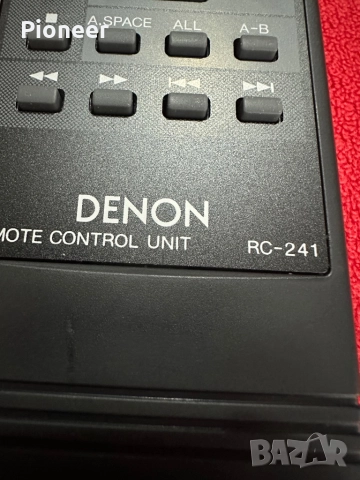 Pioneer
A.SPACE ALL A-B
DENON
MOTE CONTROL UNIT RC-241
BAZAR